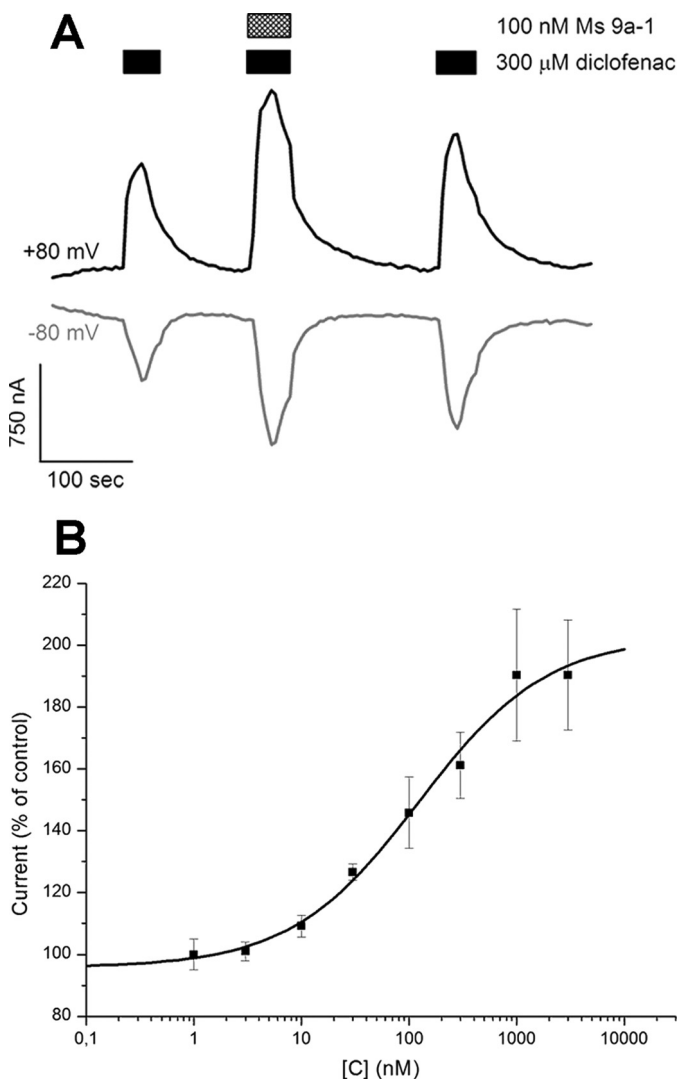 A
100 nM Ms 9a-1
300 μM diclofenac
+80 mV
-80 mV
750 nA
100 sec
B
220
200
180
160
140
120
100
80
Current (% of control)
0,1
1
10
100
1000
10000
[C] (nM)